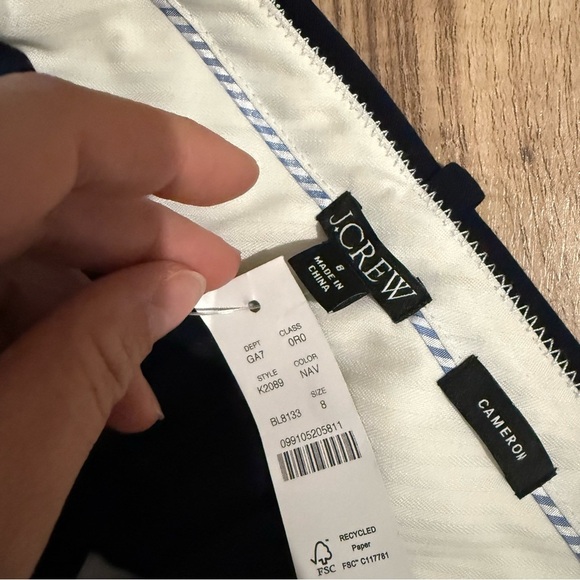 J.CREW
8
MADE IN
CHINA
CAMERON
DEPT CLASS
GA7 0R0
STYLE COLOR
K2089 NAV
SIZE
BL8133 8
099105205811
RECYCLED
Paper
FSC™ C117781
FSC